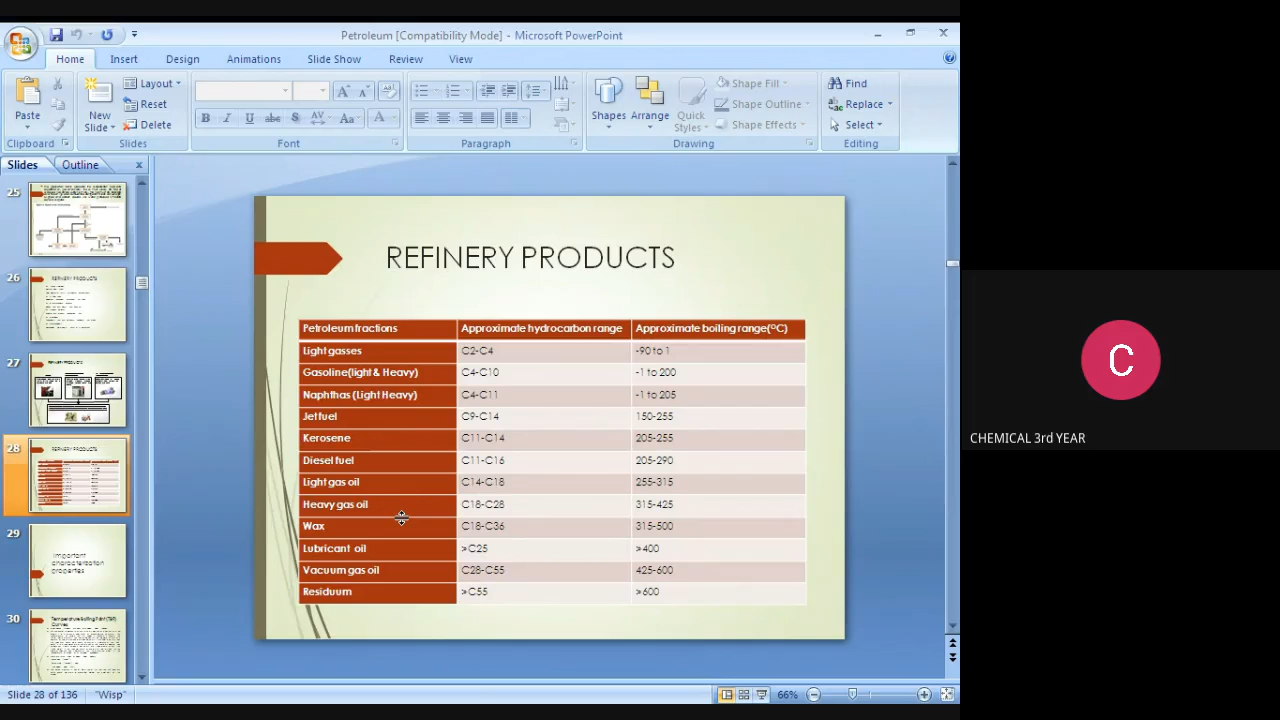 Petroleum [Compatibility Mode] - Microsoft PowerPoint
Home Insert Design Animations Slide Show Review View
Paste
Clipboard
New Slide
Layout
Reset
Delete
Slides
Font
Paragraph
Shapes
Arrange
Quick Styles
Shape Fill
Shape Outline
Shape Effects
Drawing
Find
Replace
Select
Editing
Slides Outline
25
26
REFINERY PRODUCTS
27
28
REFINERY PRODUCTS
29
Important characterization properties
30
REFINERY PRODUCTS
Petroleum fractions Approximate hydrocarbon range Approximate boiling range(°C)
Light gasses C2-C4 -90 to 1
Gasoline(light & Heavy) C4-C10 -1 to 200
Naphthas (Light Heavy) C4-C11 -1 to 205
Jet fuel C9-C14 150-255
Kerosene C11-C14 205-255
Diesel fuel C11-C16 205-290
Light gas oil C14-C18 255-315
Heavy gas oil C18-C28 315-425
Wax C18-C36 315-500
Lubricant oil >C25 >400
Vacuum gas oil C28-C55 425-600
Residuum >C55 >600
C
CHEMICAL 3rd YEAR
Slide 28 of 136 "Wisp" 66%